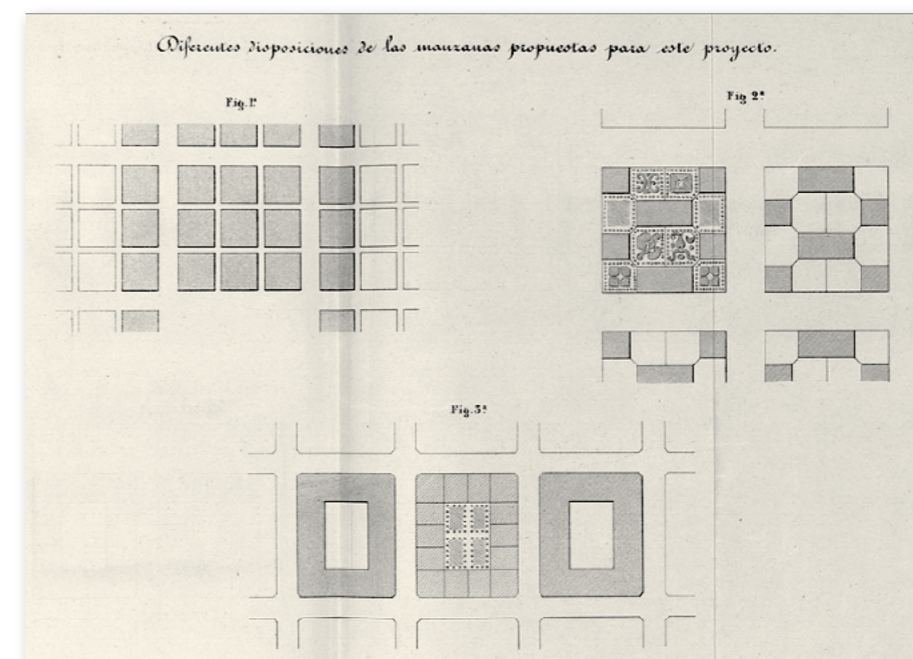 Diferentes disposiciones de las manzanas propuestas para este proyecto.
Fig. 1ª
Fig 2ª
Fig. 3ª